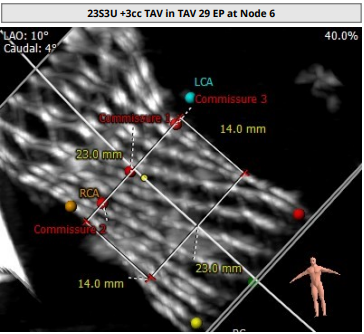 23S3U +3cc TAV in TAV 29 EP at Node 6
LAO: 10°
Caudal: 4°
40.0%
LCA
Commissure 3
Commissure 1
14.0 mm
23.0 mm
RCA
Commissure 2
23.0 mm
14.0 mm